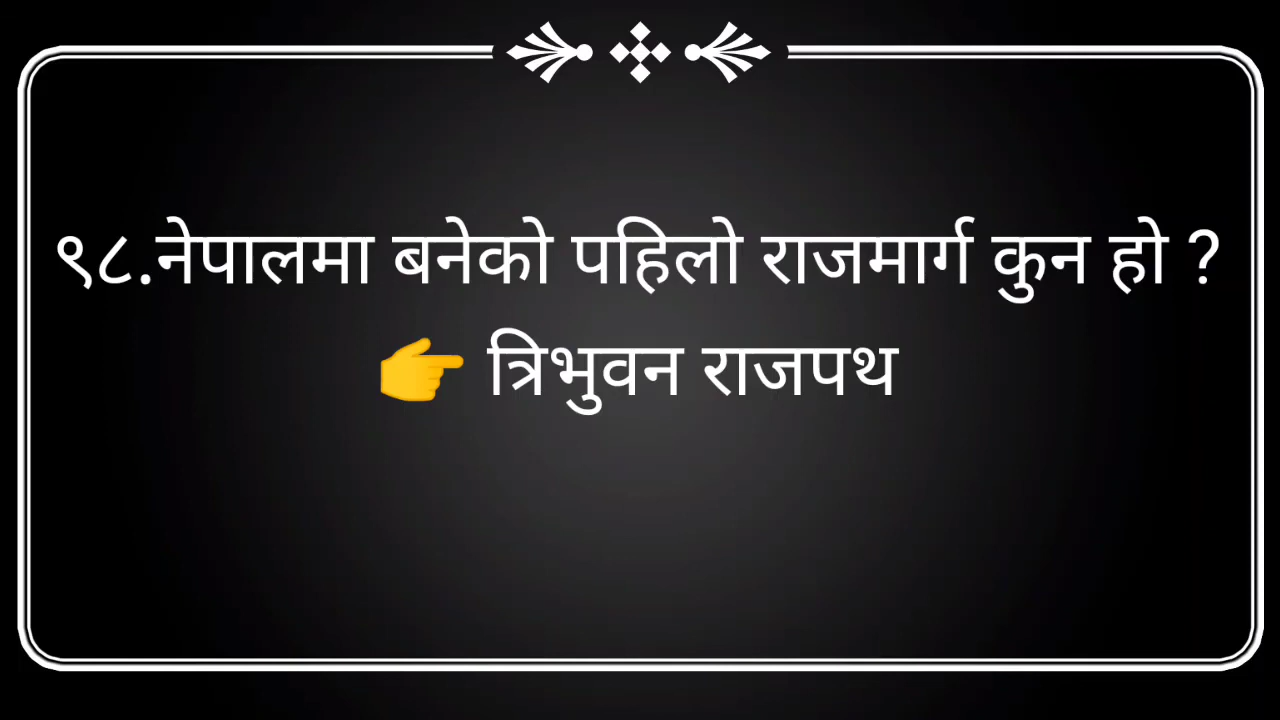 ९८.नेपालमा बनेको पहिलो राजमार्ग कुन हो ?
👉 त्रिभुवन राजपथ